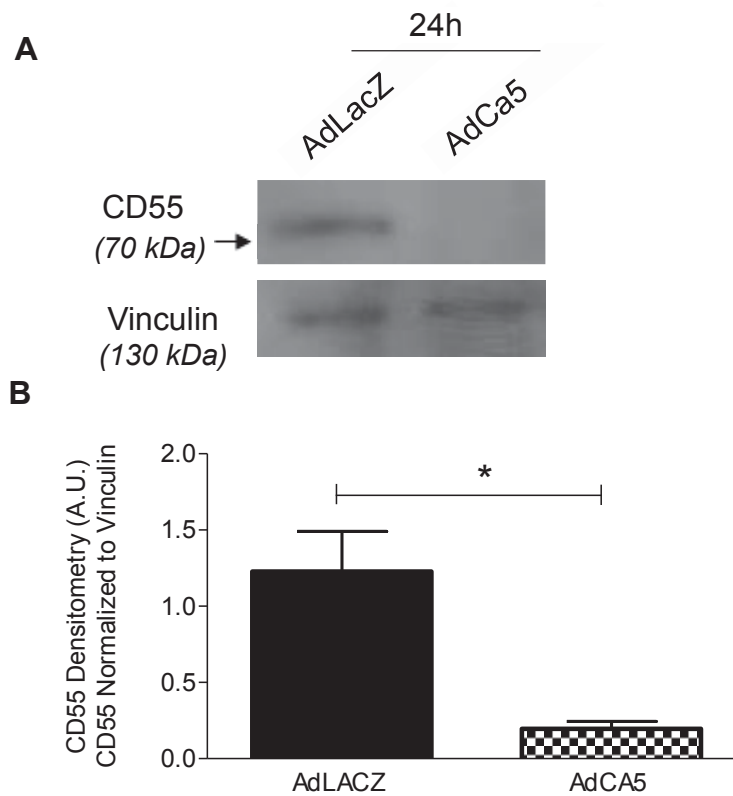 A
24h
AdLacZ
AdCa5
CD55
(70 kDa)
Vinculin
(130 kDa)
B
CD55 Densitometry (A.U.)
CD55 Normalized to Vinculin
2.0
1.5
1.0
0.5
0.0
*
AdLACZ
AdCA5